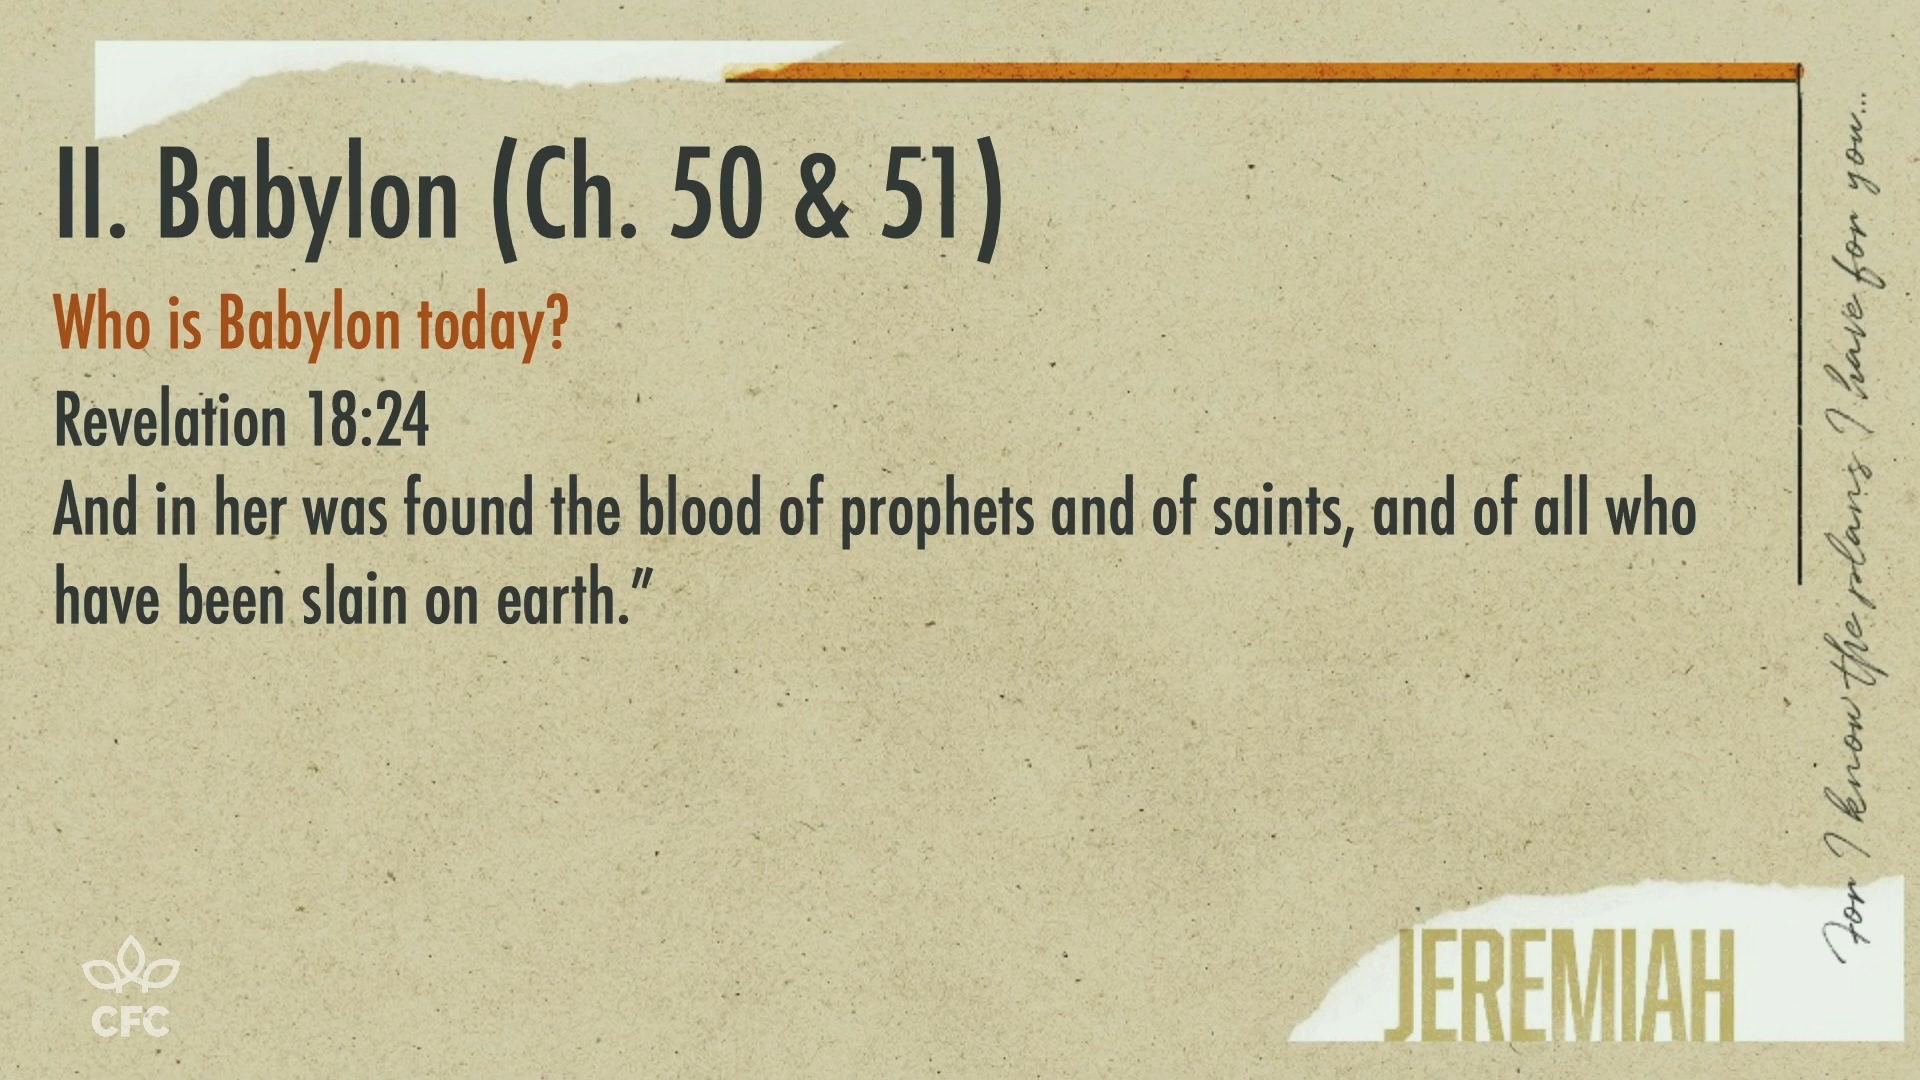 II. Babylon (Ch. 50 & 51)
Who is Babylon today?
Revelation 18:24
And in her was found the blood of prophets and of saints, and of all who
have been slain on earth.”
For I know the plans I have for you...
JEREMIAH
CFC